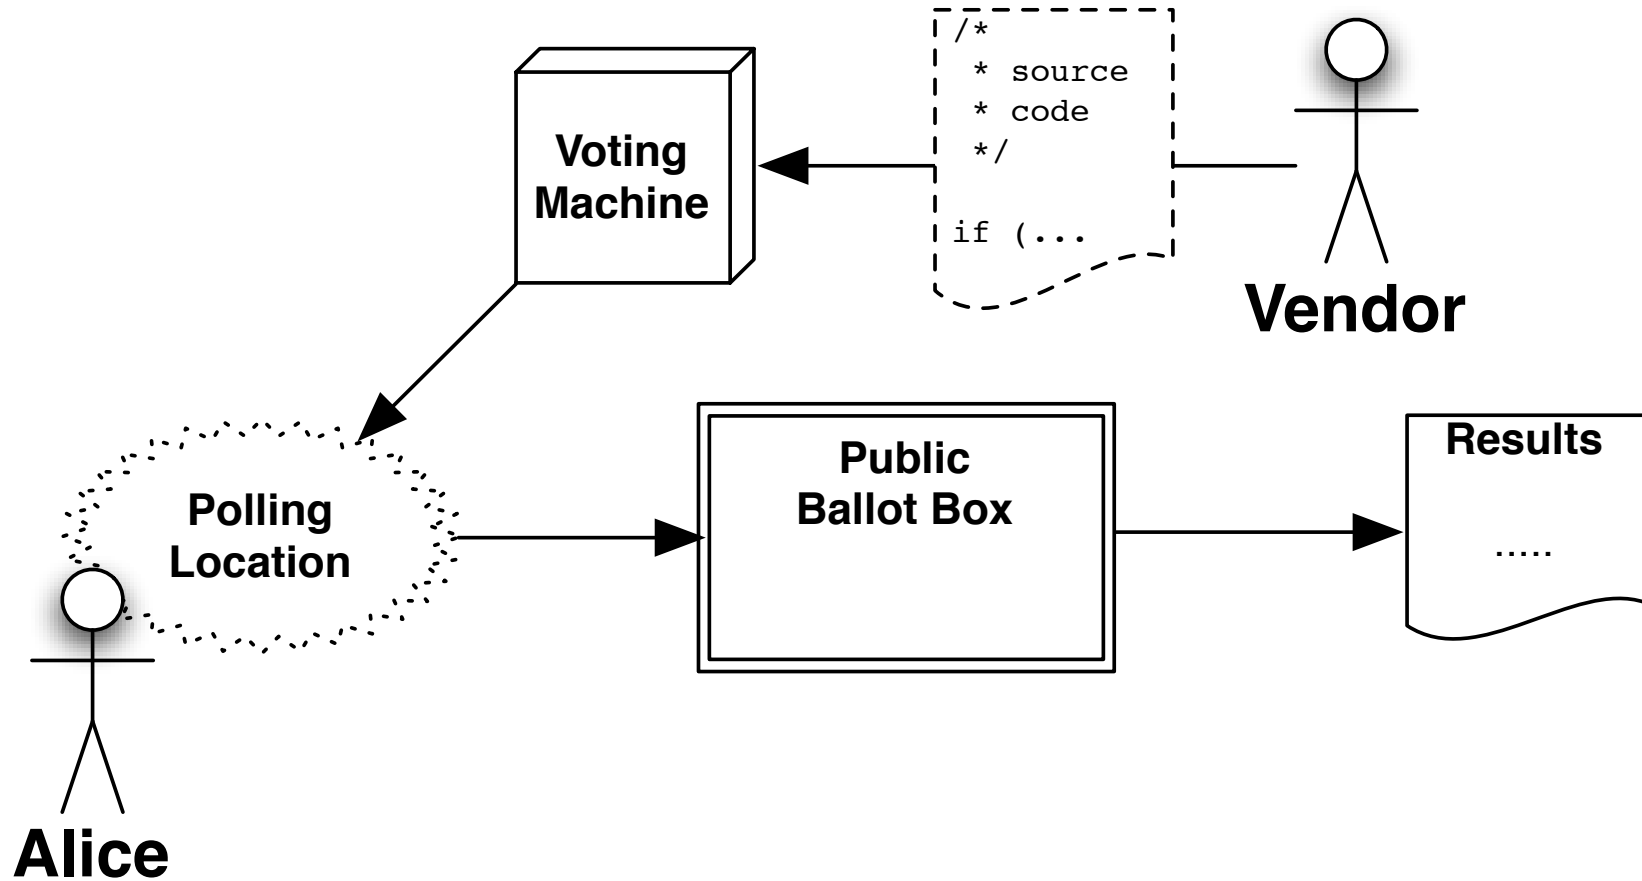 /*
* source
* code
*/
if (...
Voting
Machine
Vendor
Polling
Location
Public
Ballot Box
Results
.....
Alice